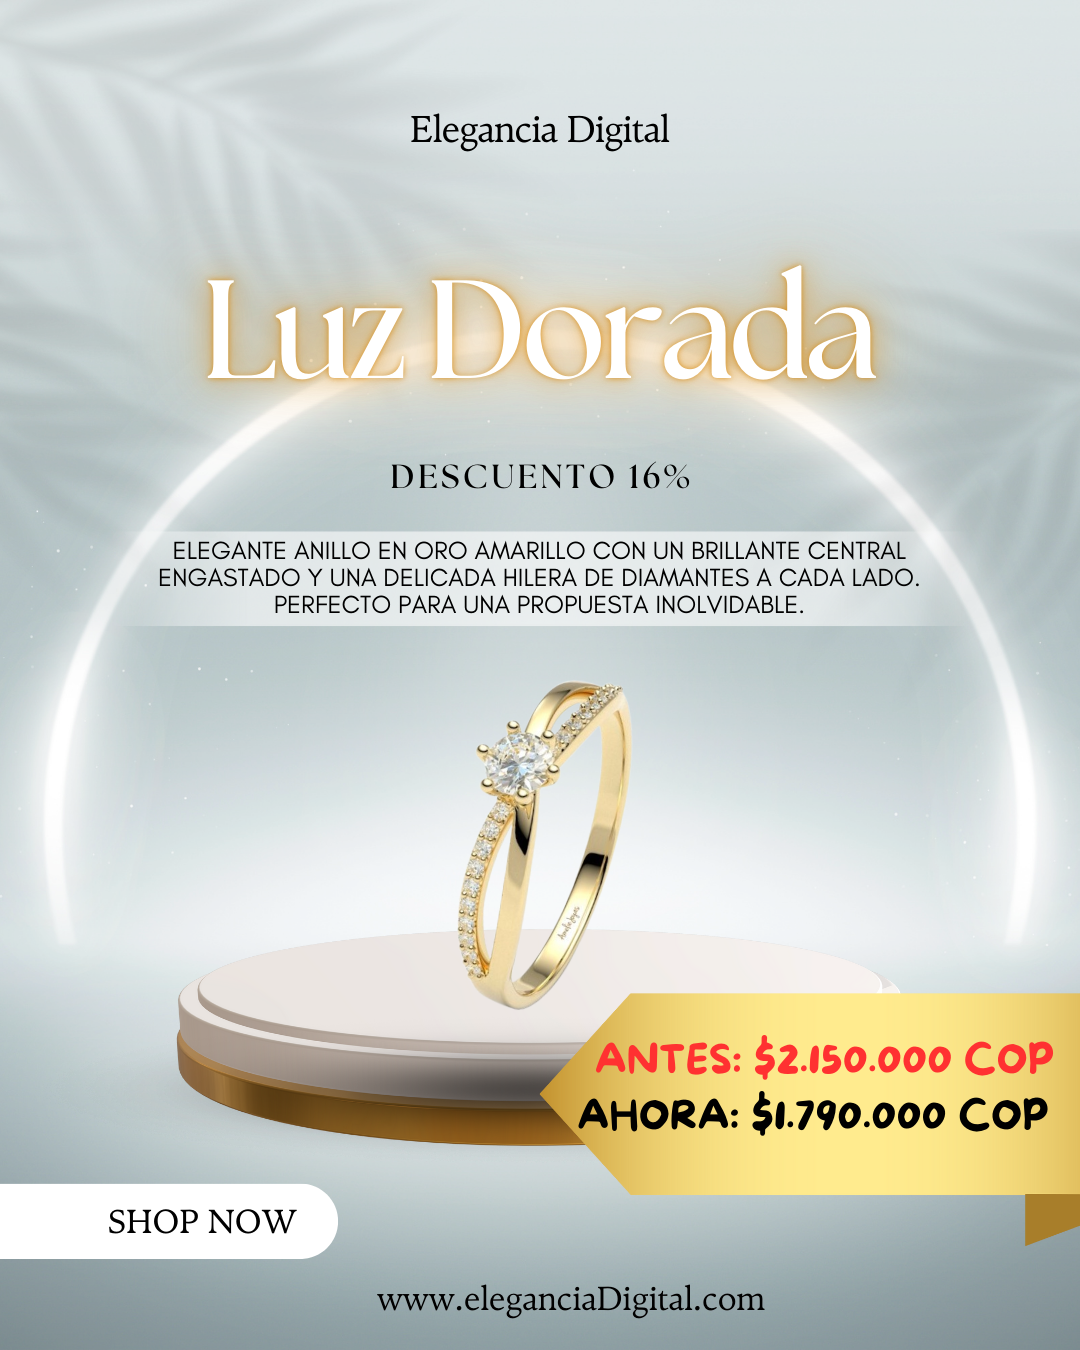 Elegancia Digital
Luz Dorada
DESCUENTO 16%
ELEGANTE ANILLO EN ORO AMARILLO CON UN BRILLANTE CENTRAL
ENGASTADO Y UNA DELICADA HILERA DE DIAMANTES A CADA LADO.
PERFECTO PARA UNA PROPUESTA INOLVIDABLE.
ANTES: $2.150.000 COP
AHORA: $1.790.000 COP
SHOP NOW
www.eleganciaDigital.com